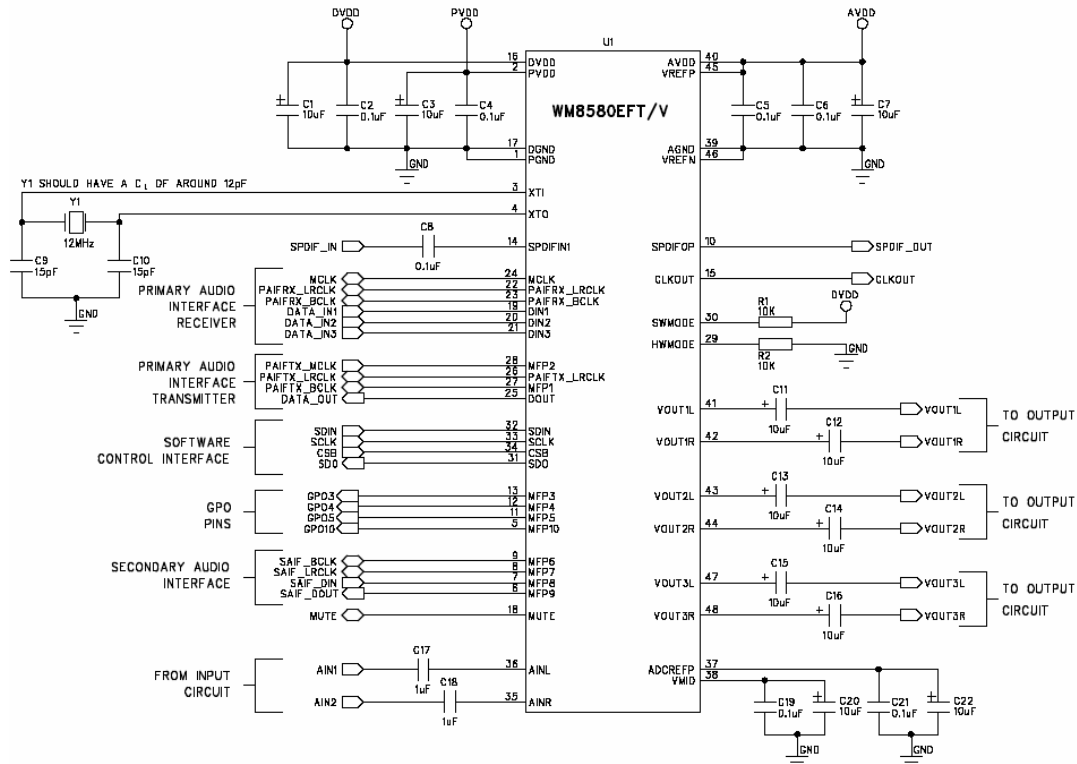 DVDD
PVDD
AVDD
U1
16 DVDD
2 PVDD
AVDD 40
VREFP 45
WM8580EFT/V
C1 10uF
C2 0.1uF
C3 10uF
C4 0.1uF
C5 0.1uF
C6 0.1uF
C7 10uF
17 DGND
1 PGND
AGND 39
VREFN 46
GND
GND
Y1 SHOULD HAVE A CL OF AROUND 12pF
3 XTI
4 XTO
Y1
12MHz
C9 15pF
C10 15pF
GND
SPDIF_IN
C8
0.1uF
14 SPDIFIN1
SPDIFOP 10 SPDIF_OUT
CLKOUT 15 CLKOUT
PRIMARY AUDIO
INTERFACE
RECEIVER
MCLK 24 MCLK
PAIFRX_LRCLK 22 PAIFRX_LRCLK
PAIFRX_BCLK 23 PAIFRX_BCLK
DATA_IN1 19 DIN1
DATA_IN2 20 DIN2
DATA_IN3 21 DIN3
DVDD
SWMODE 30 R1 10K
HWMODE 29 R2 10K
GND
PRIMARY AUDIO
INTERFACE
TRANSMITTER
PAIFTX_MCLK 28 MFP2
PAIFTX_LRCLK 26 PAIFTX_LRCLK
PAIFTX_BCLK 27 MFP1
DATA_OUT 25 DOUT
VOUT1L 41 C11 10uF VOUT1L
VOUT1R 42 C12 10uF VOUT1R
TO OUTPUT
CIRCUIT
SOFTWARE
CONTROL INTERFACE
SDIN 32 SDIN
SCLK 33 SCLK
CSB 34 CSB
SDO 31 SDO
GPO
PINS
GPO3 13 MFP3
GPO4 12 MFP4
GPO5 11 MFP5
GPO10 5 MFP10
VOUT2L 43 C13 10uF VOUT2L
VOUT2R 44 C14 10uF VOUT2R
TO OUTPUT
CIRCUIT
SECONDARY AUDIO
INTERFACE
SAIF_BCLK 9 MFP6
SAIF_LRCLK 8 MFP7
SAIF_DIN 7 MFP8
SAIF_DOUT 6 MFP9
MUTE 18 MUTE
VOUT3L 47 C15 10uF VOUT3L
VOUT3R 48 C16 10uF VOUT3R
TO OUTPUT
CIRCUIT
FROM INPUT
CIRCUIT
AIN1 C17 1uF 36 AINL
AIN2 C18 1uF 35 AINR
ADCREFP 37
VMID 38
C19 0.1uF
C20 10uF
C21 0.1uF
C22 10uF
GND
GND